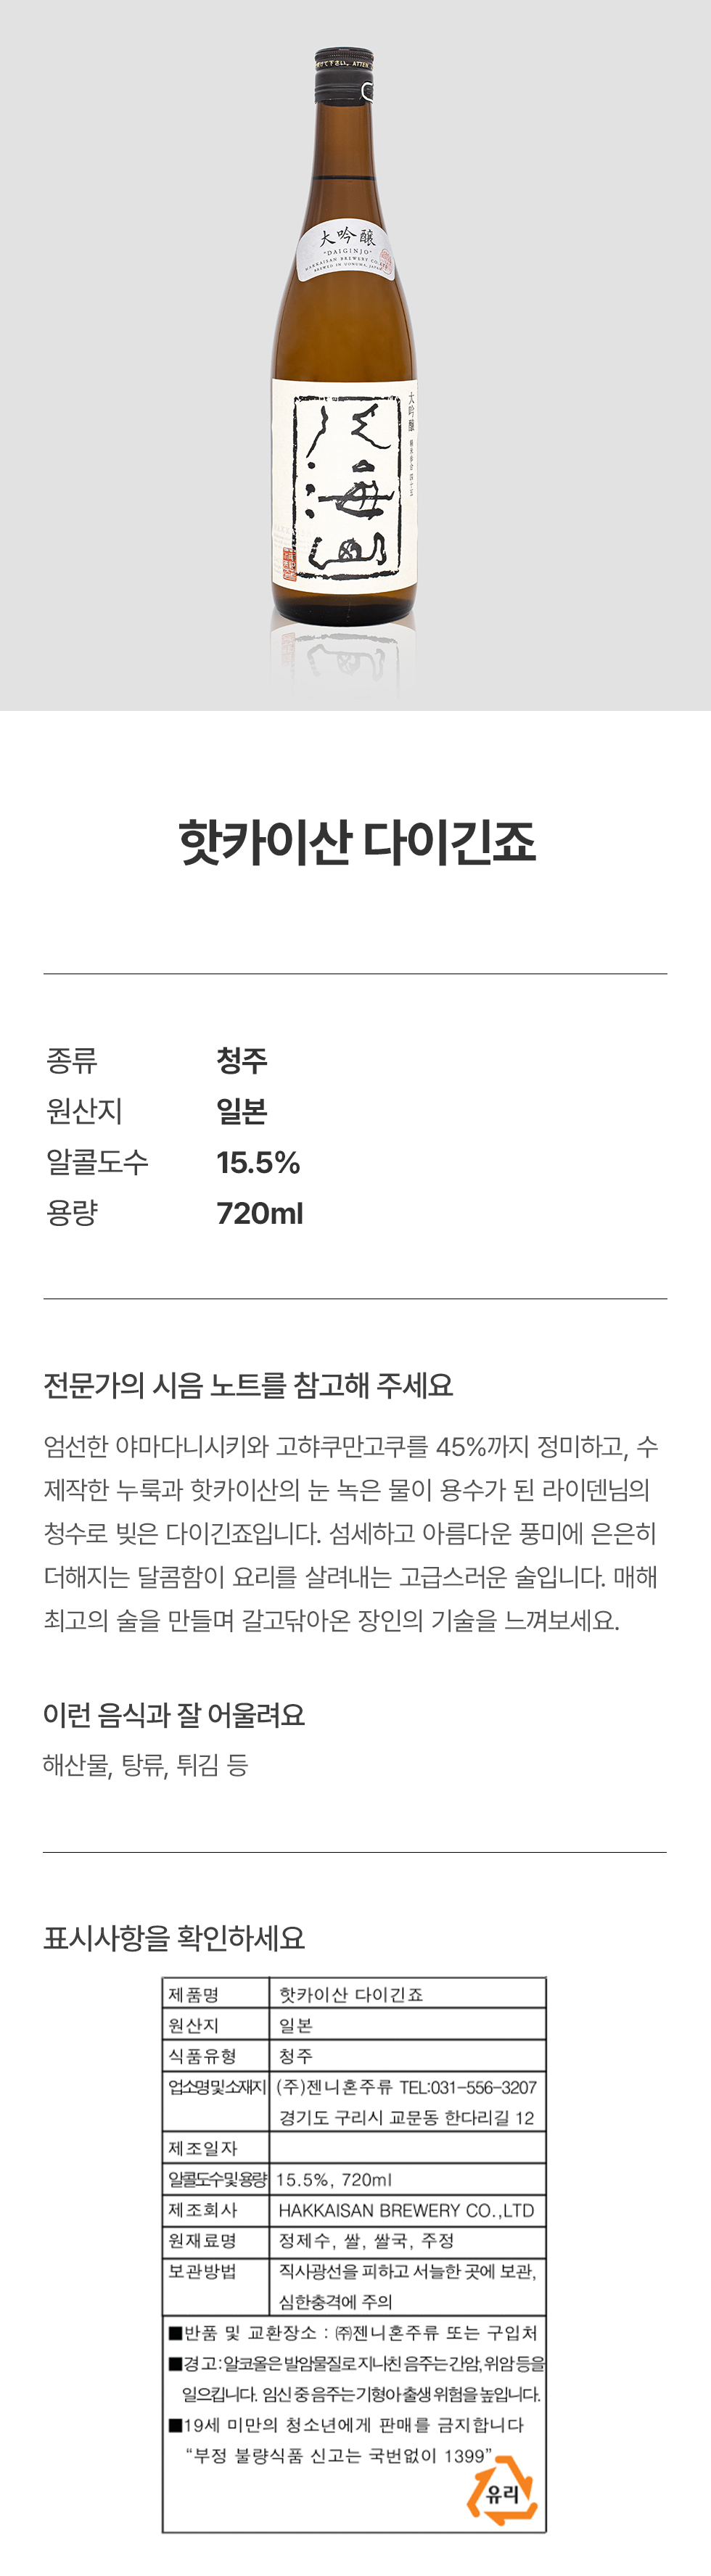 大吟醸
"DAIGINJO"
HAKKAISAN BREWERY CO.,LTD.
BREWED IN UONUMA, JAPAN
大吟醸
精米歩合 四十五
八海山
핫카이산 다이긴죠
종류 청주
원산지 일본
알콜도수 15.5%
용량 720ml
전문가의 시음 노트를 참고해 주세요
엄선한 야마다니시키와 고햐쿠만고쿠를 45%까지 정미하고, 수
제작한 누룩과 핫카이산의 눈 녹은 물이 용수가 된 라이덴님의
청수로 빚은 다이긴죠입니다. 섬세하고 아름다운 풍미에 은은히
더해지는 달콤함이 요리를 살려내는 고급스러운 술입니다. 매해
최고의 술을 만들며 갈고닦아온 장인의 기술을 느껴보세요.
이런 음식과 잘 어울려요
해산물, 탕류, 튀김 등
표시사항을 확인하세요
제품명 핫카이산 다이긴죠
원산지 일본
식품유형 청주
업소명및소재지 (주)젠니혼주류 TEL:031-556-3207
경기도 구리시 교문동 한다리길 12
제조일자
알콜도수및용량 15.5%, 720ml
제조회사 HAKKAISAN BREWERY CO.,LTD
원재료명 정제수, 쌀, 쌀국, 주정
보관방법 직사광선을 피하고 서늘한 곳에 보관,
심한충격에 주의
■반품 및 교환장소 : ㈜젠니혼주류 또는 구입처
■경고:알코올은 발암물질로 지나친 음주는 간암, 위암 등을
일으킵니다. 임신 중 음주는 기형아 출생 위험을 높입니다.
■19세 미만의 청소년에게 판매를 금지합니다
“부정 불량식품 신고는 국번없이 1399”
유리